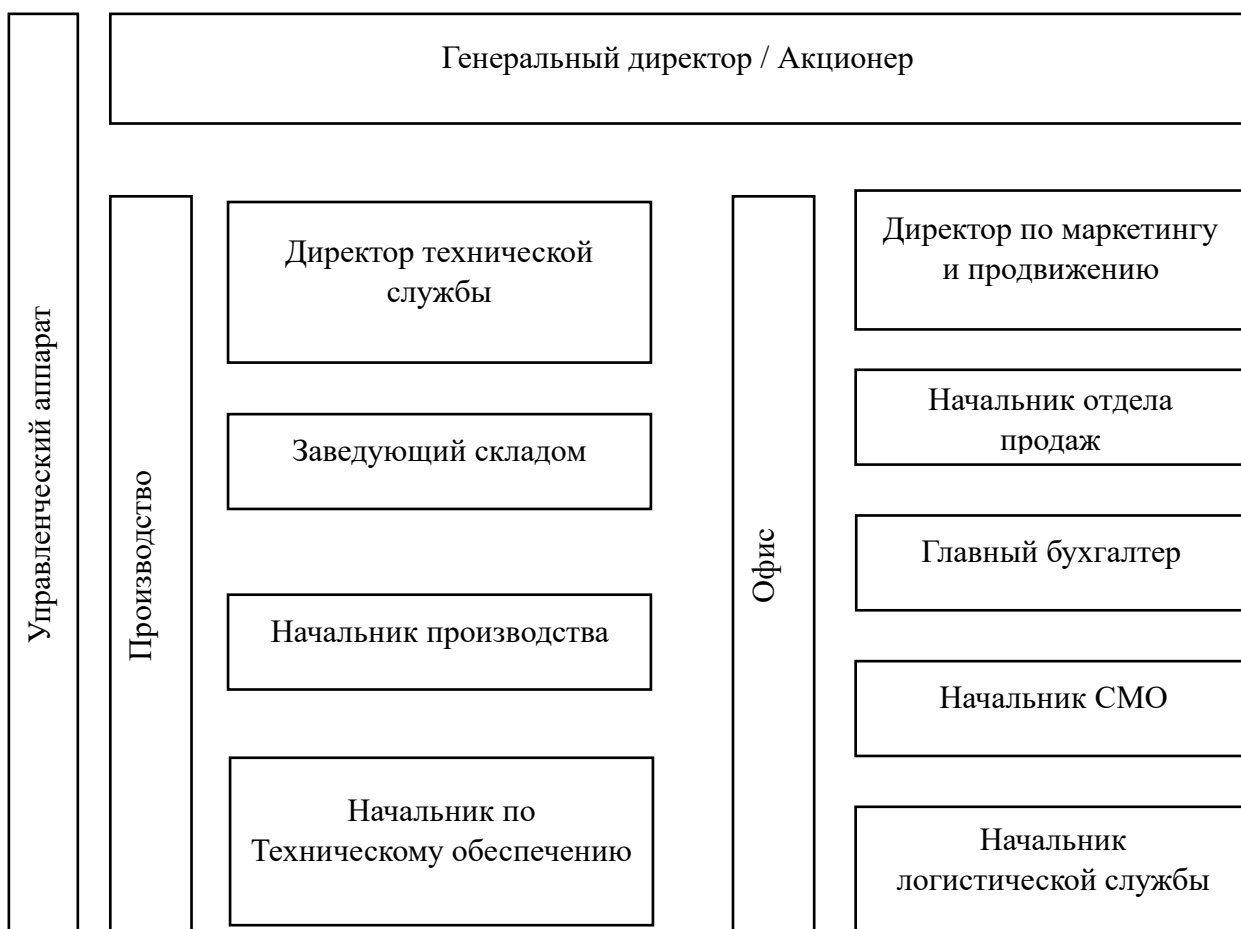 Управленческий аппарат
Генеральный директор / Акционер
Производство
Директор технической
службы
Заведующий складом
Начальник производства
Начальник по
Техническому обеспечению
Офис
Директор по маркетингу
и продвижению
Начальник отдела
продаж
Главный бухгалтер
Начальник СМО
Начальник
логистической службы